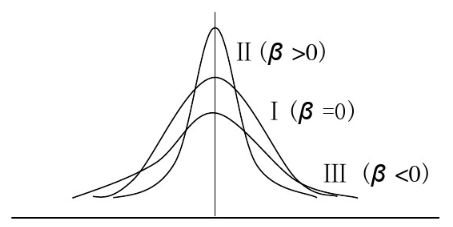 Ⅱ (β >0)
Ⅰ (β =0)
Ⅲ (β <0)